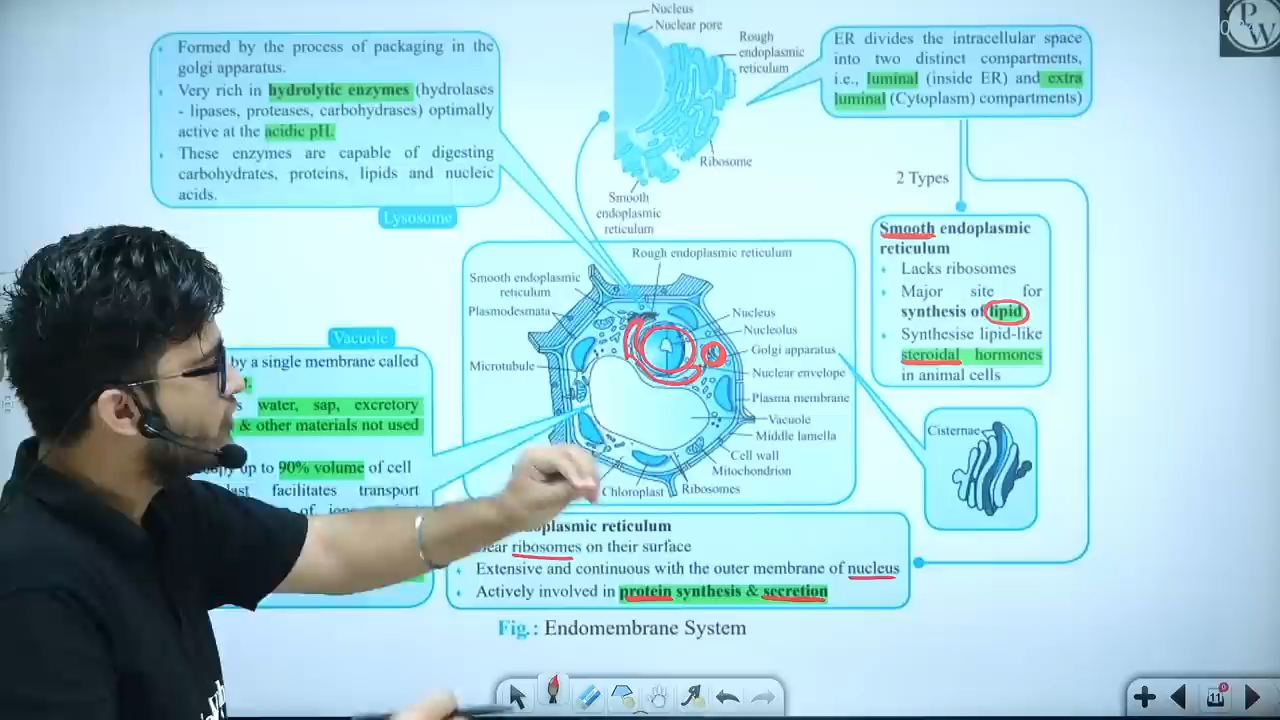 Nucleus
Nuclear pore
Rough
endoplasmic
reticulum
Ribosome
Smooth
endoplasmic
reticulum
PW
ER divides the intracellular space
into two distinct compartments,
i.e., luminal (inside ER) and extra
luminal (Cytoplasm) compartments)
• Formed by the process of packaging in the
golgi apparatus.
• Very rich in hydrolytic enzymes (hydrolases
- lipases, proteases, carbohydrases) optimally
active at the acidic pH.
• These enzymes are capable of digesting
carbohydrates, proteins, lipids and nucleic
acids.
Lysosome
2 Types
Smooth endoplasmic
reticulum
• Lacks ribosomes
• Major site for
synthesis of lipid
• Synthesise lipid-like
steroidal hormones
in animal cells
Rough endoplasmic reticulum
Smooth endoplasmic
reticulum
Plasmodesmata
Microtubule
Nucleus
Nucleolus
Golgi apparatus
Nuclear envelope
Plasma membrane
Vacuole
Middle lamella
Cell wall
Mitochondrion
Ribosomes
Chloroplast
Cisternae
Vacuole
by a single membrane called
water, sap, excretory
& other materials not used
up to 90% volume of cell
facilitates transport
of
reticulum
ribosomes on their surface
• Extensive and continuous with the outer membrane of nucleus
• Actively involved in protein synthesis & secretion
Fig.: Endomembrane System
11